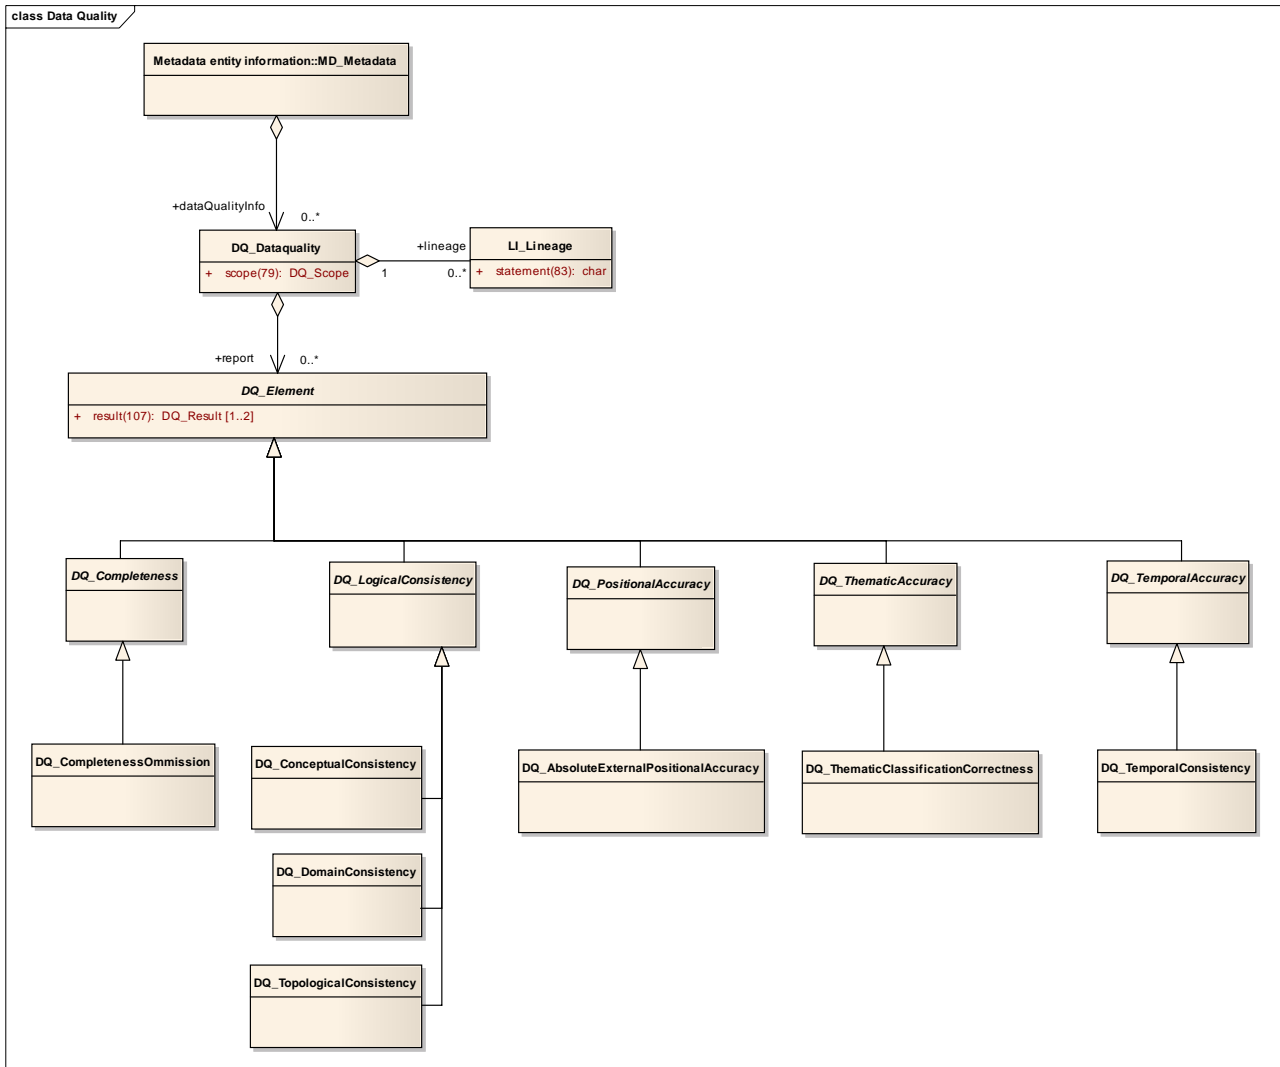 class Data Quality
Metadata entity information::MD_Metadata
+dataQualityInfo
0..*
DQ_Dataquality
+ scope(79): DQ_Scope
1
+lineage
0..*
LI_Lineage
+ statement(83): char
+report
0..*
DQ_Element
+ result(107): DQ_Result [1..2]
DQ_Completeness
DQ_LogicalConsistency
DQ_PositionalAccuracy
DQ_ThematicAccuracy
DQ_TemporalAccuracy
DQ_CompletenessOmmission
DQ_ConceptualConsistency
DQ_AbsoluteExternalPositionalAccuracy
DQ_ThematicClassificationCorrectness
DQ_TemporalConsistency
DQ_DomainConsistency
DQ_TopologicalConsistency